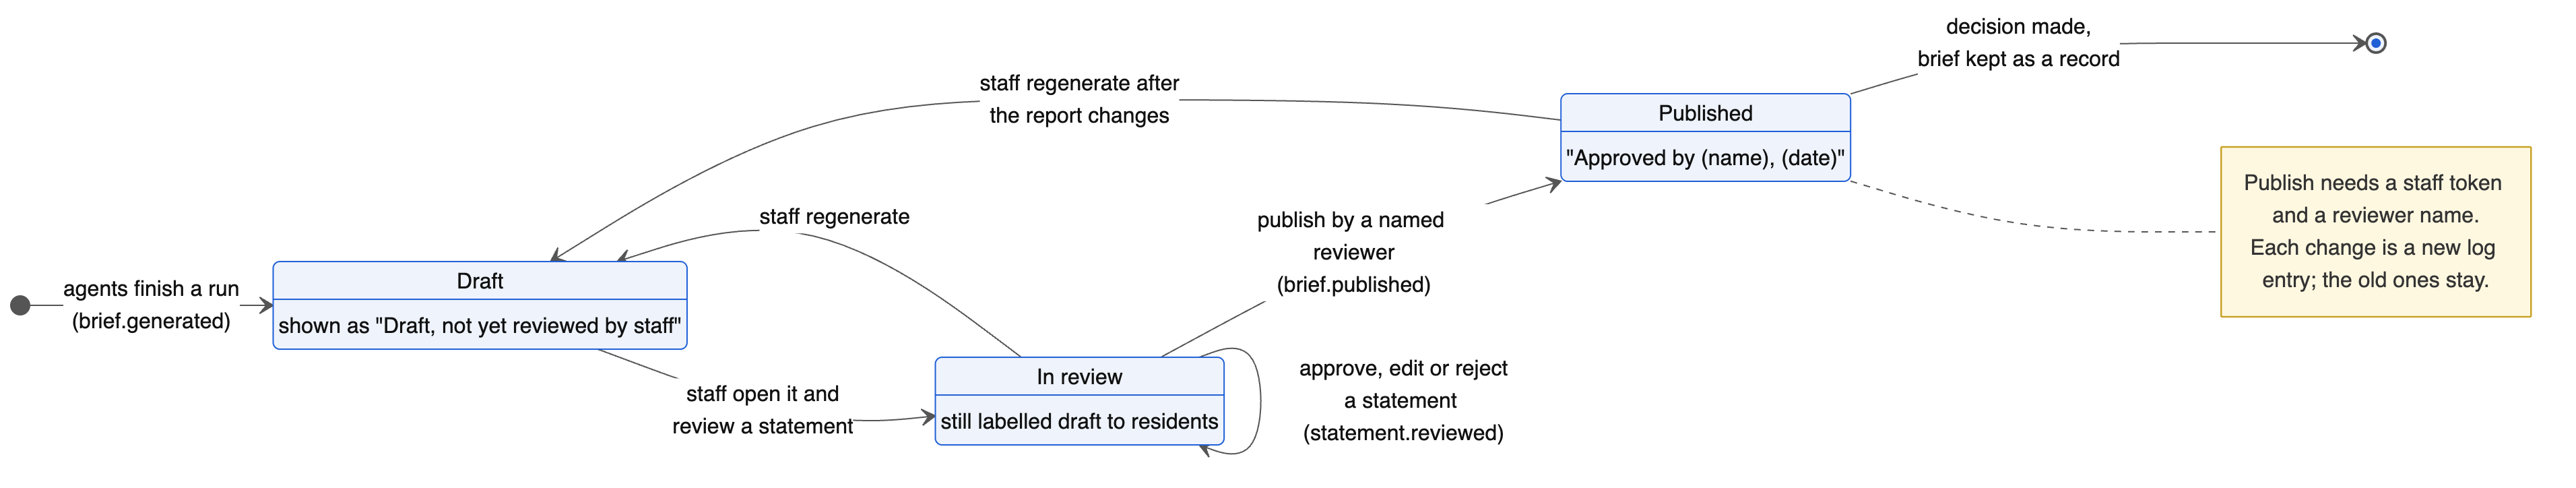 agents finish a run
(brief.generated)
Draft
shown as "Draft, not yet reviewed by staff"
staff regenerate after
the report changes
staff regenerate
staff open it and
review a statement
In review
still labelled draft to residents
approve, edit or reject
a statement
(statement.reviewed)
publish by a named
reviewer
(brief.published)
Published
"Approved by (name), (date)"
decision made,
brief kept as a record
Publish needs a staff token
and a reviewer name.
Each change is a new log
entry; the old ones stay.